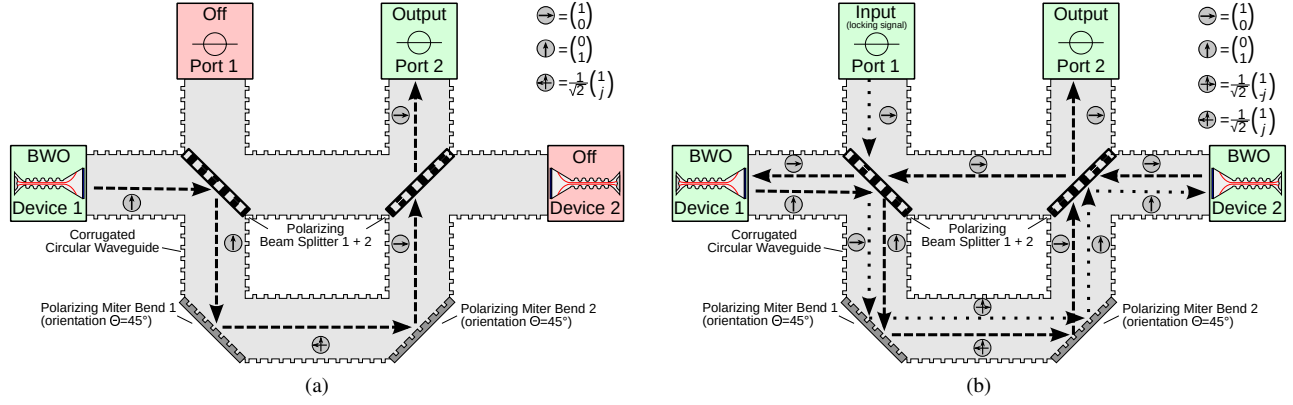 Off
Port 1
Output
Port 2
=(1 0)
=(0 1)
=1/√2(1 j)
BWO
Device 1
Off
Device 2
Polarizing
Beam Splitter 1 + 2
Corrugated
Circular Waveguide
Polarizing Miter Bend 1
(orientation Θ=45°)
Polarizing Miter Bend 2
(orientation Θ=45°)
(a)
Input
(locking signal)
Port 1
Output
Port 2
=(1 0)
=(0 1)
=1/√2(1 -j)
=1/√2(1 j)
BWO
Device 1
BWO
Device 2
Polarizing
Beam Splitter 1 + 2
Corrugated
Circular Waveguide
Polarizing Miter Bend 1
(orientation Θ=45°)
Polarizing Miter Bend 2
(orientation Θ=45°)
(b)